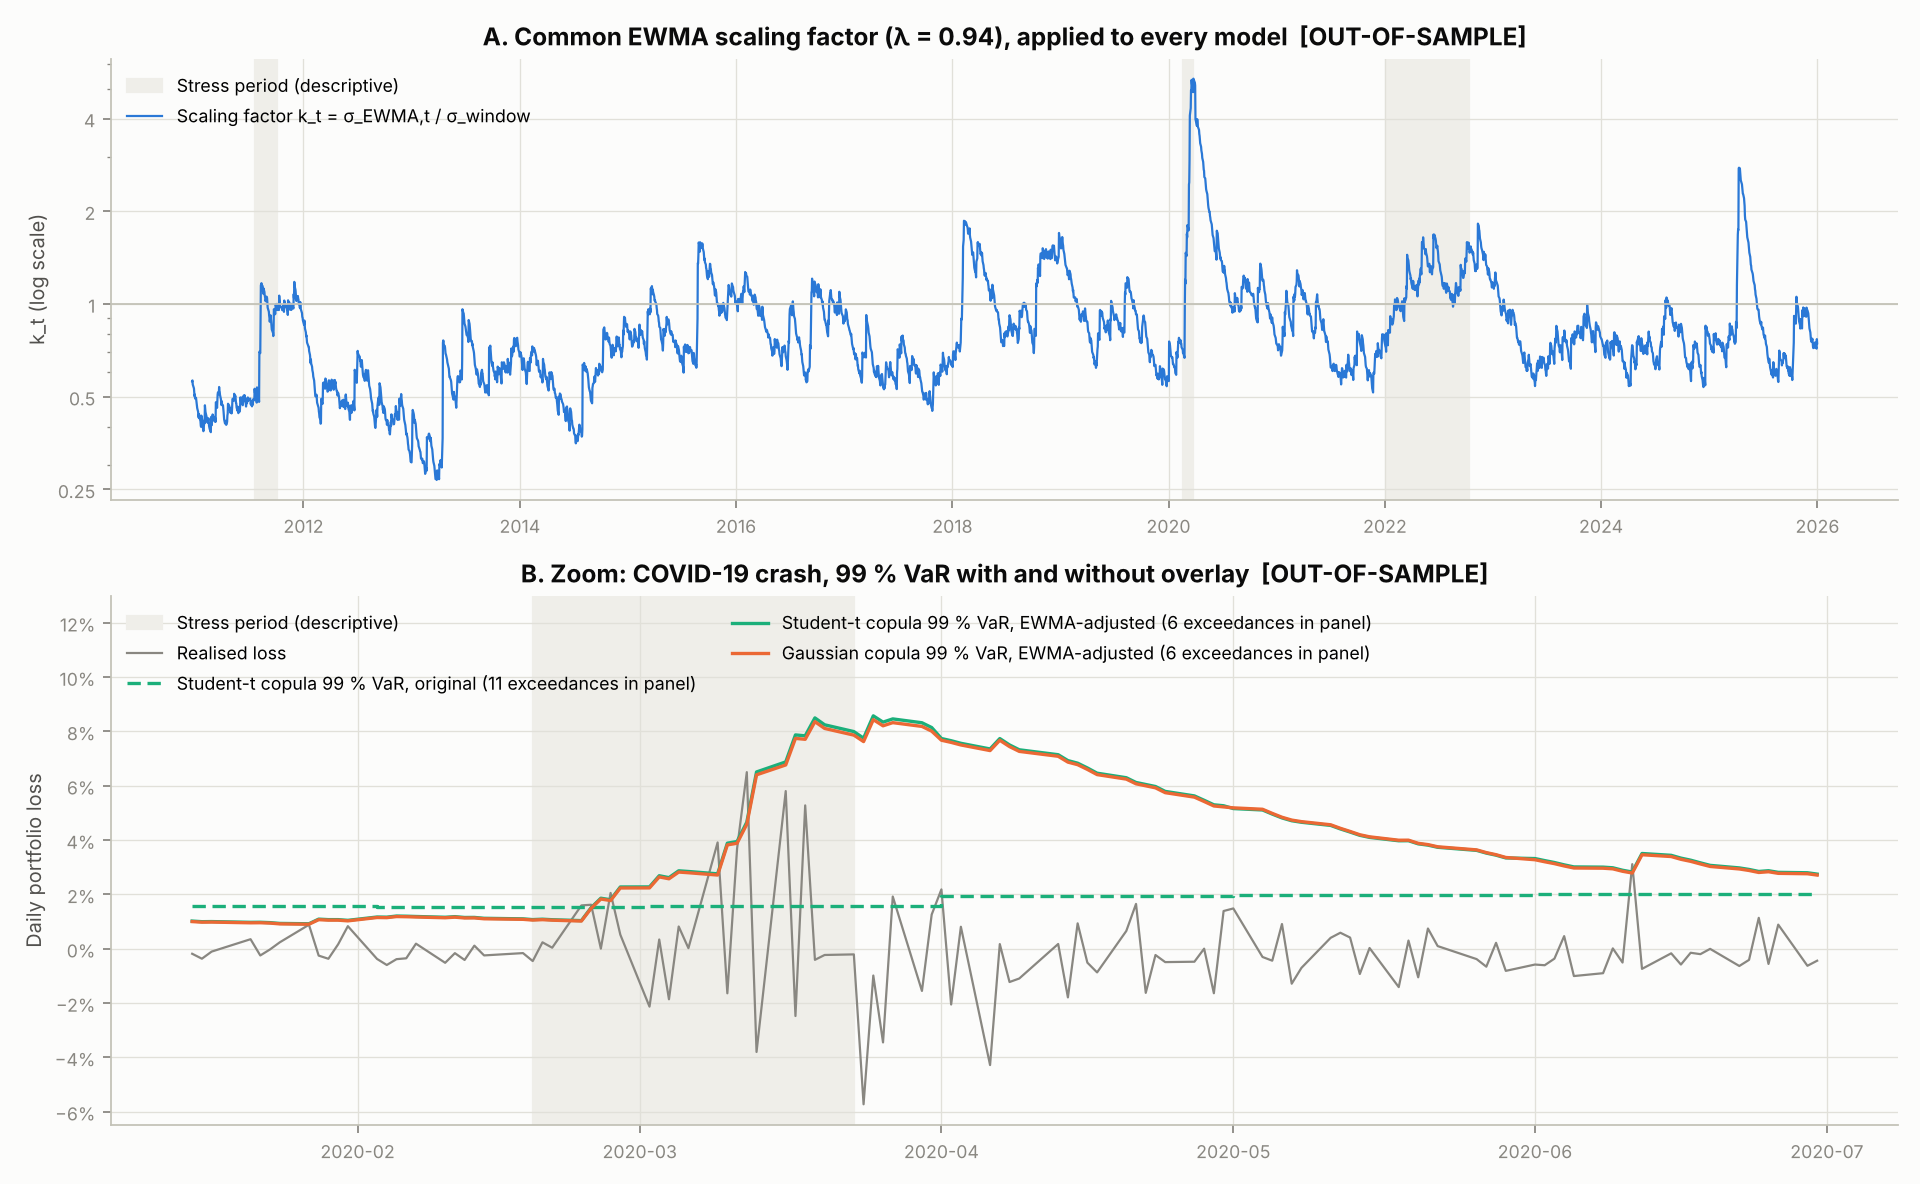 A. Common EWMA scaling factor (λ = 0.94), applied to every model [OUT-OF-SAMPLE]
Stress period (descriptive)
Scaling factor k_t = σ_EWMA,t / σ_window
k_t (log scale)
4
2
1
0.5
0.25
2012
2014
2016
2018
2020
2022
2024
2026
B. Zoom: COVID-19 crash, 99 % VaR with and without overlay [OUT-OF-SAMPLE]
Stress period (descriptive)
Realised loss
Student-t copula 99 % VaR, original (11 exceedances in panel)
Student-t copula 99 % VaR, EWMA-adjusted (6 exceedances in panel)
Gaussian copula 99 % VaR, EWMA-adjusted (6 exceedances in panel)
Daily portfolio loss
12%
10%
8%
6%
4%
2%
0%
−2%
−4%
−6%
2020-02
2020-03
2020-04
2020-05
2020-06
2020-07